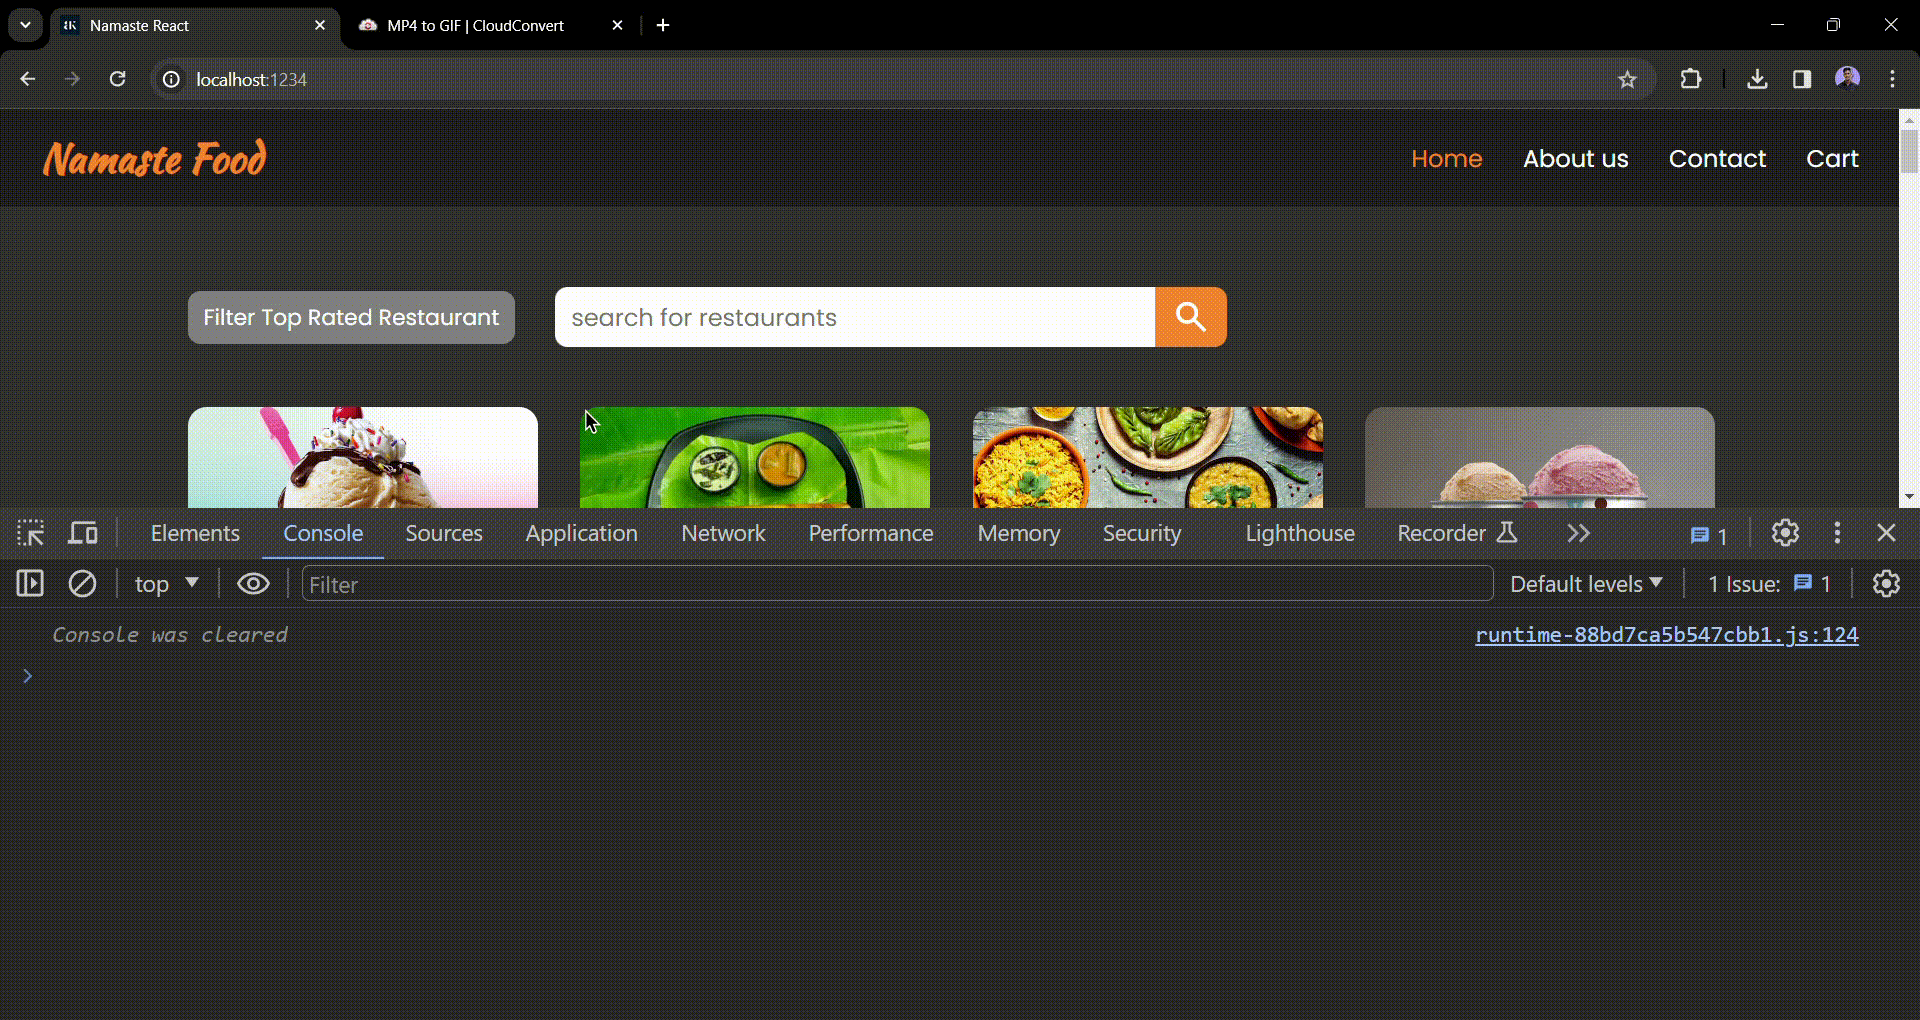 Namaste React
MP4 to GIF | CloudConvert
localhost:1234
Namaste Food
Home
About us
Contact
Cart
Filter Top Rated Restaurant
search for restaurants
Elements
Console
Sources
Application
Network
Performance
Memory
Security
Lighthouse
Recorder
1
top
Filter
Default levels
1 Issue:
1
Console was cleared
runtime-88bd7ca5b547cbb1.js:124